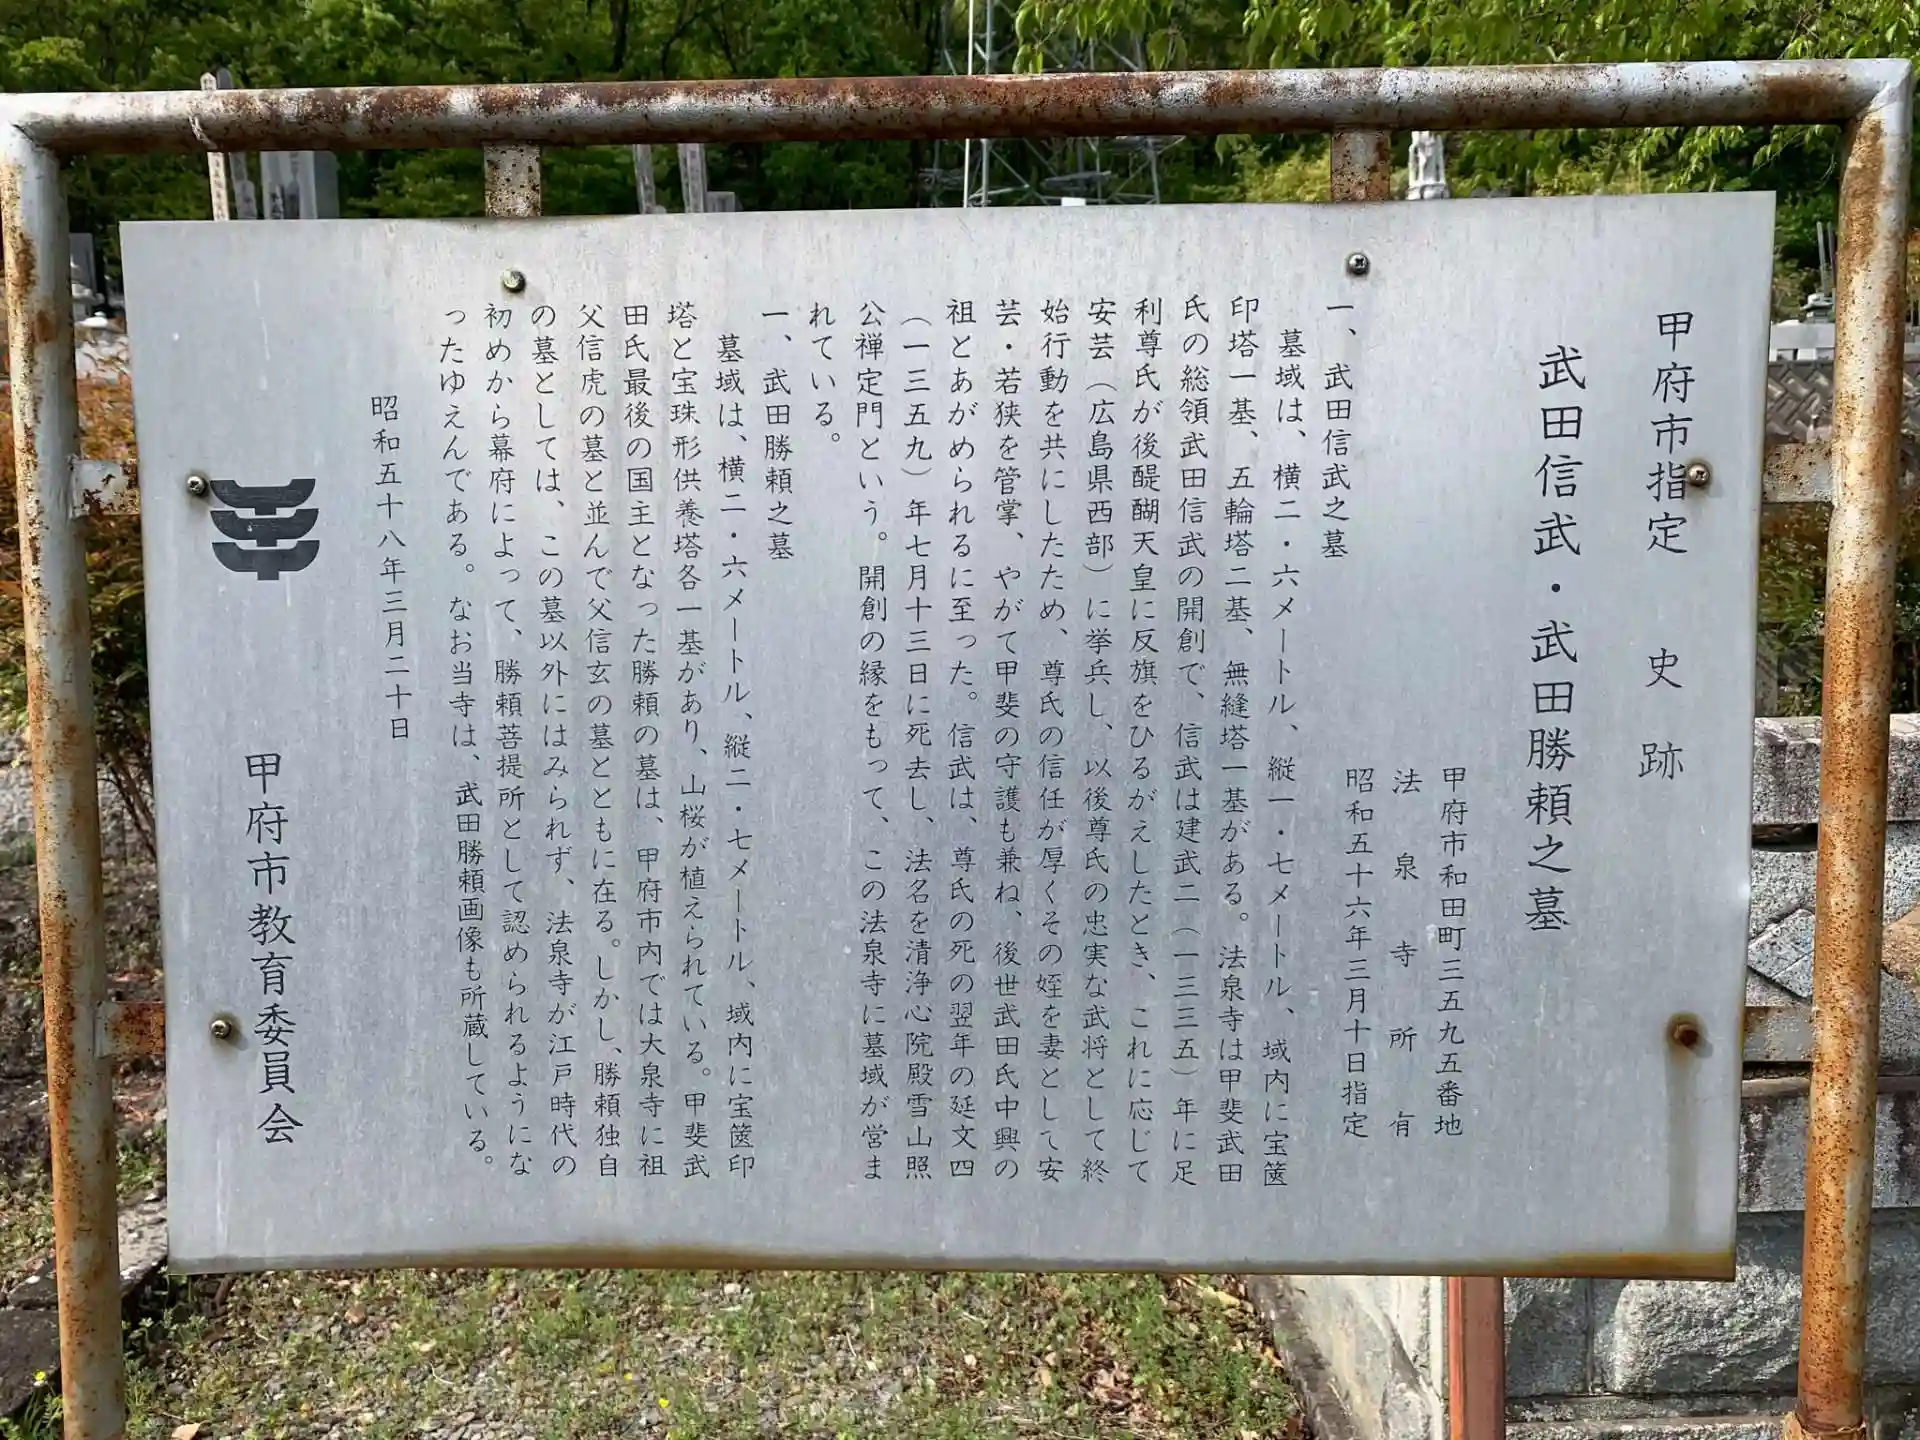 甲府市指定　史跡
武田信武・武田勝頼之墓
甲府市和田町三五九五番地
法泉寺所有
昭和五十六年三月十日指定
一、武田信武之墓
墓域は、横二・六メートル、縦一・七メートル、域内に宝篋
印塔一基、五輪塔二基、無縫塔一基がある。法泉寺は甲斐武田
氏の総領武田信武の開創で、信武は建武二（一三三五）年に足
利尊氏が後醍醐天皇に反旗をひるがえしたとき、これに応じて
安芸（広島県西部）に挙兵し、以後尊氏の忠実な武将として終
始行動を共にしたため、尊氏の信任が厚くその姪を妻として安
芸・若狭を管掌、やがて甲斐の守護も兼ね、後世武田氏中興の
祖とあがめられるに至った。信武は、尊氏の死の翌年の延文四
（一三五九）年七月十三日に死去し、法名を清浄心院殿雪山照
公禅定門という。開創の縁をもって、この法泉寺に墓域が営ま
れている。
一、武田勝頼之墓
墓域は、横二・六メートル、縦二・七メートル、域内に宝篋印
塔と宝珠形供養塔各一基があり、山桜が植えられている。甲斐武
田氏最後の国主となった勝頼の墓は、甲府市内では大泉寺に祖
父信虎の墓と並んで父信玄の墓とともに在る。しかし、勝頼独自
の墓としては、この墓以外にはみられず、法泉寺が江戸時代の
初めから幕府によって、勝頼菩提所として認められるようにな
ったゆえんである。なお当寺は、武田勝頼画像も所蔵している。
昭和五十八年三月二十日
甲府市教育委員会